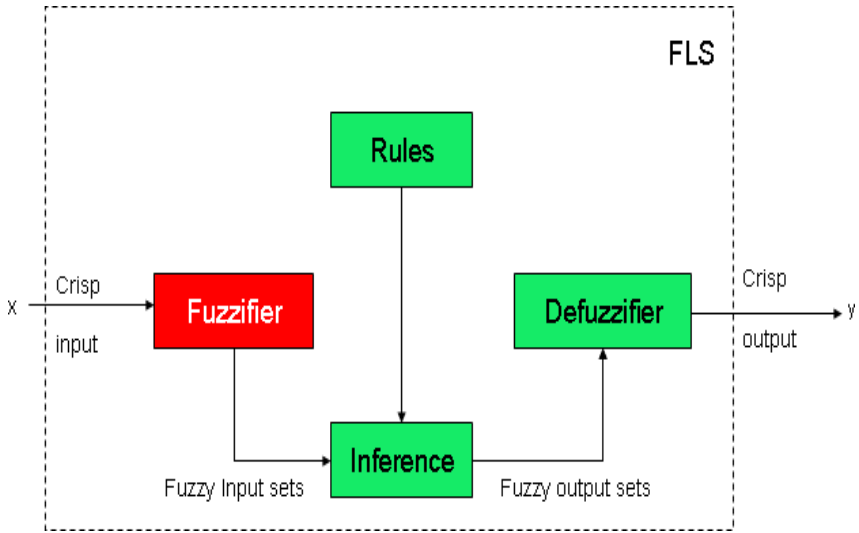 FLS
Rules
x
Crisp
input
Fuzzifier
Defuzzifier
Crisp
output
y
Inference
Fuzzy Input sets
Fuzzy output sets